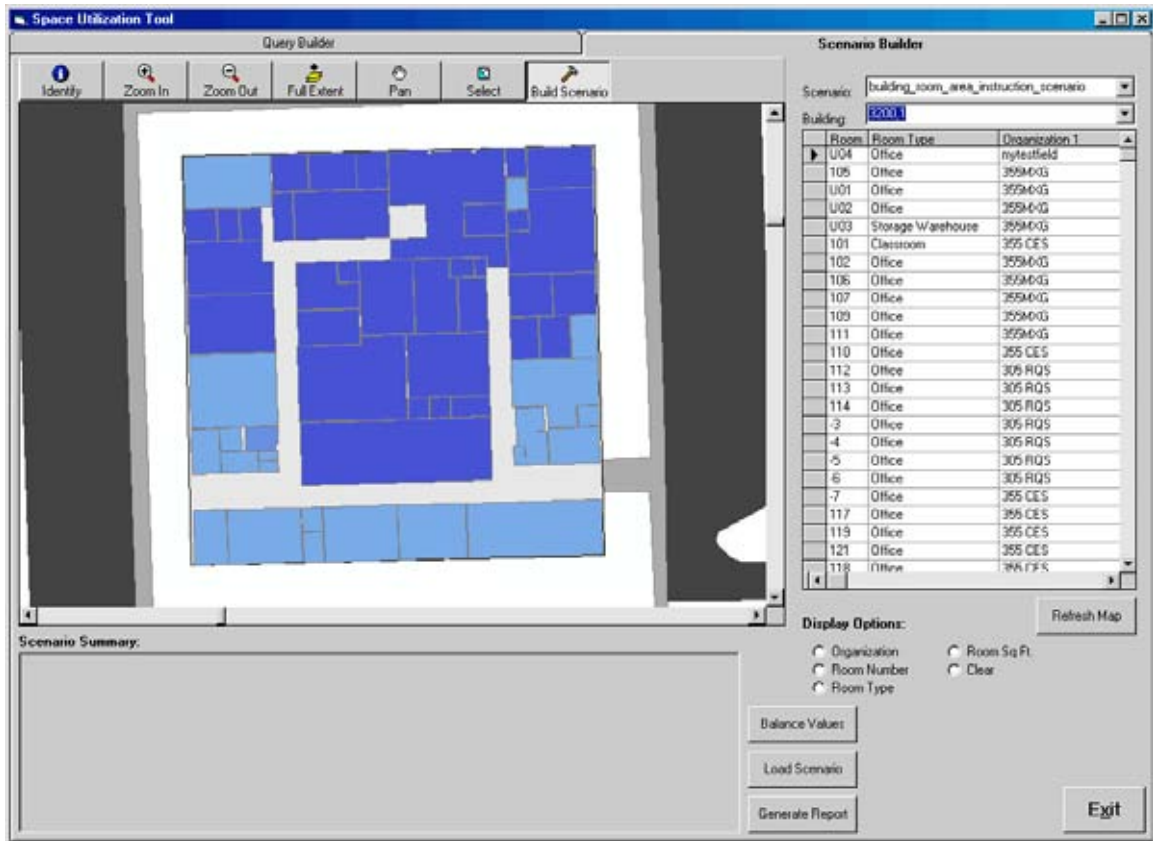 Space Utilization Tool
Query Builder
Scenario Builder
Identify Zoom In Zoom Out Full Extent Pan Select Build Scenario
Scenario: building_room_area_instruction_scenario
Building: 3200,1
Room Room Type Organization 1
U04 Office mytestfield
105 Office 355MXG
U01 Office 355MXG
U02 Office 355MXG
U03 Storage Warehouse 355MXG
101 Classroom 355 CES
102 Office 355MXG
106 Office 355MXG
107 Office 355MXG
109 Office 355MXG
111 Office 355MXG
110 Office 355 CES
112 Office 305 RQS
113 Office 305 RQS
114 Office 305 RQS
-3 Office 305 RQS
-4 Office 305 RQS
-5 Office 305 RQS
-6 Office 305 RQS
-7 Office 355 CES
117 Office 355 CES
119 Office 355 CES
121 Office 355 CES
118 Office 355 CES
Refresh Map
Display Options:
Organization Room Sq Ft.
Room Number Clear
Room Type
Scenario Summary:
Balance Values
Load Scenario
Generate Report
Exit